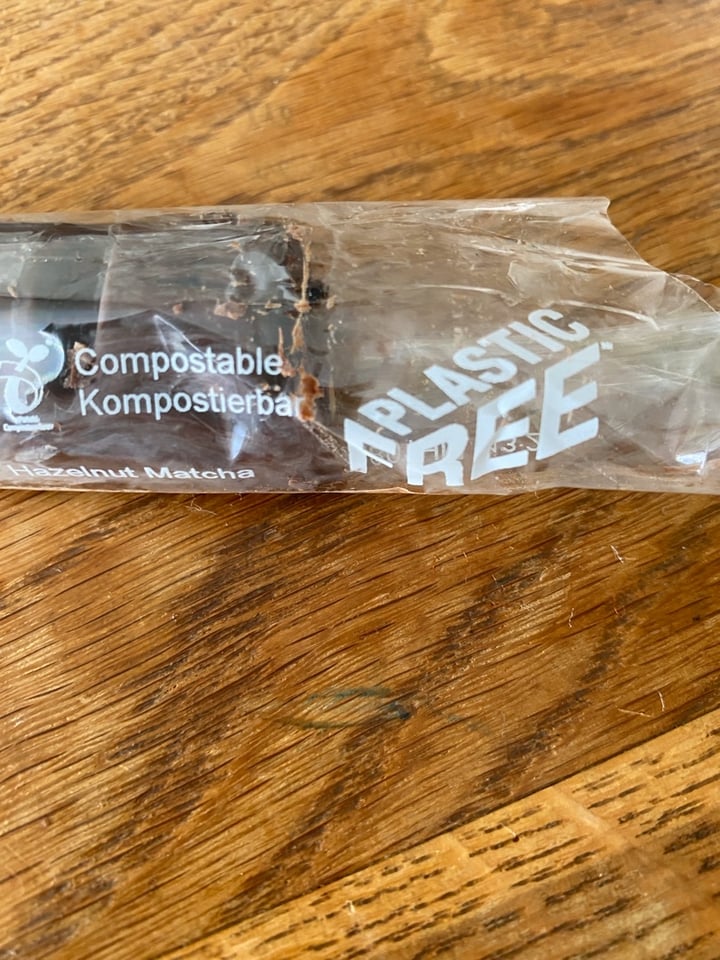 Compostable
Kompostierbar
Hazelnut Matcha
PLASTIC
FREE